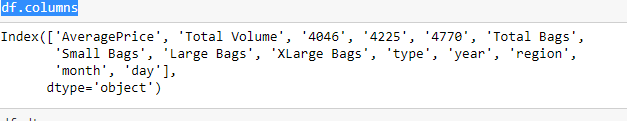 df.columns
Index(['AveragePrice', 'Total Volume', '4046', '4225', '4770', 'Total Bags',
'Small Bags', 'Large Bags', 'XLarge Bags', 'type', 'year', 'region',
'month', 'day'],
dtype='object')